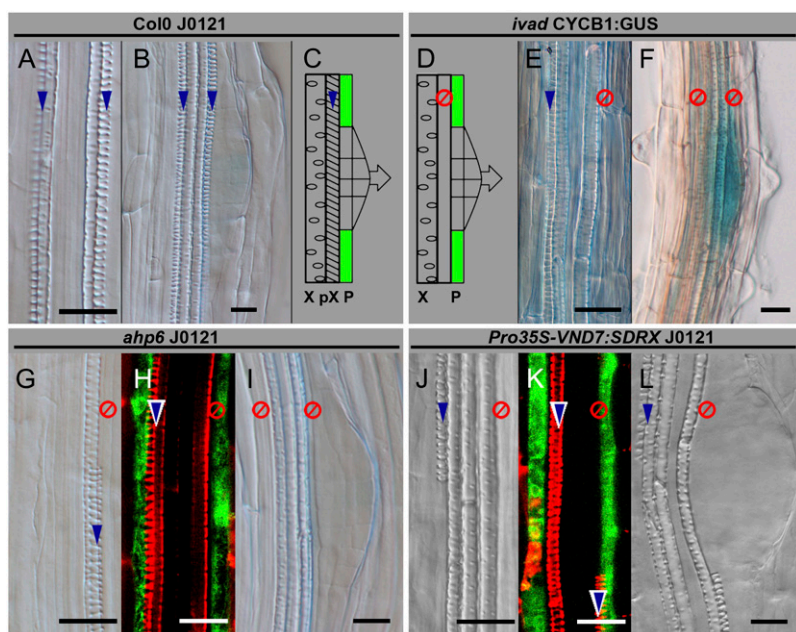 Col0 J0121
ivad CYCB1:GUS
A B C D E F
X pX P
X P
ahp6 J0121
Pro35S-VND7:SDRX J0121
G H I J K L